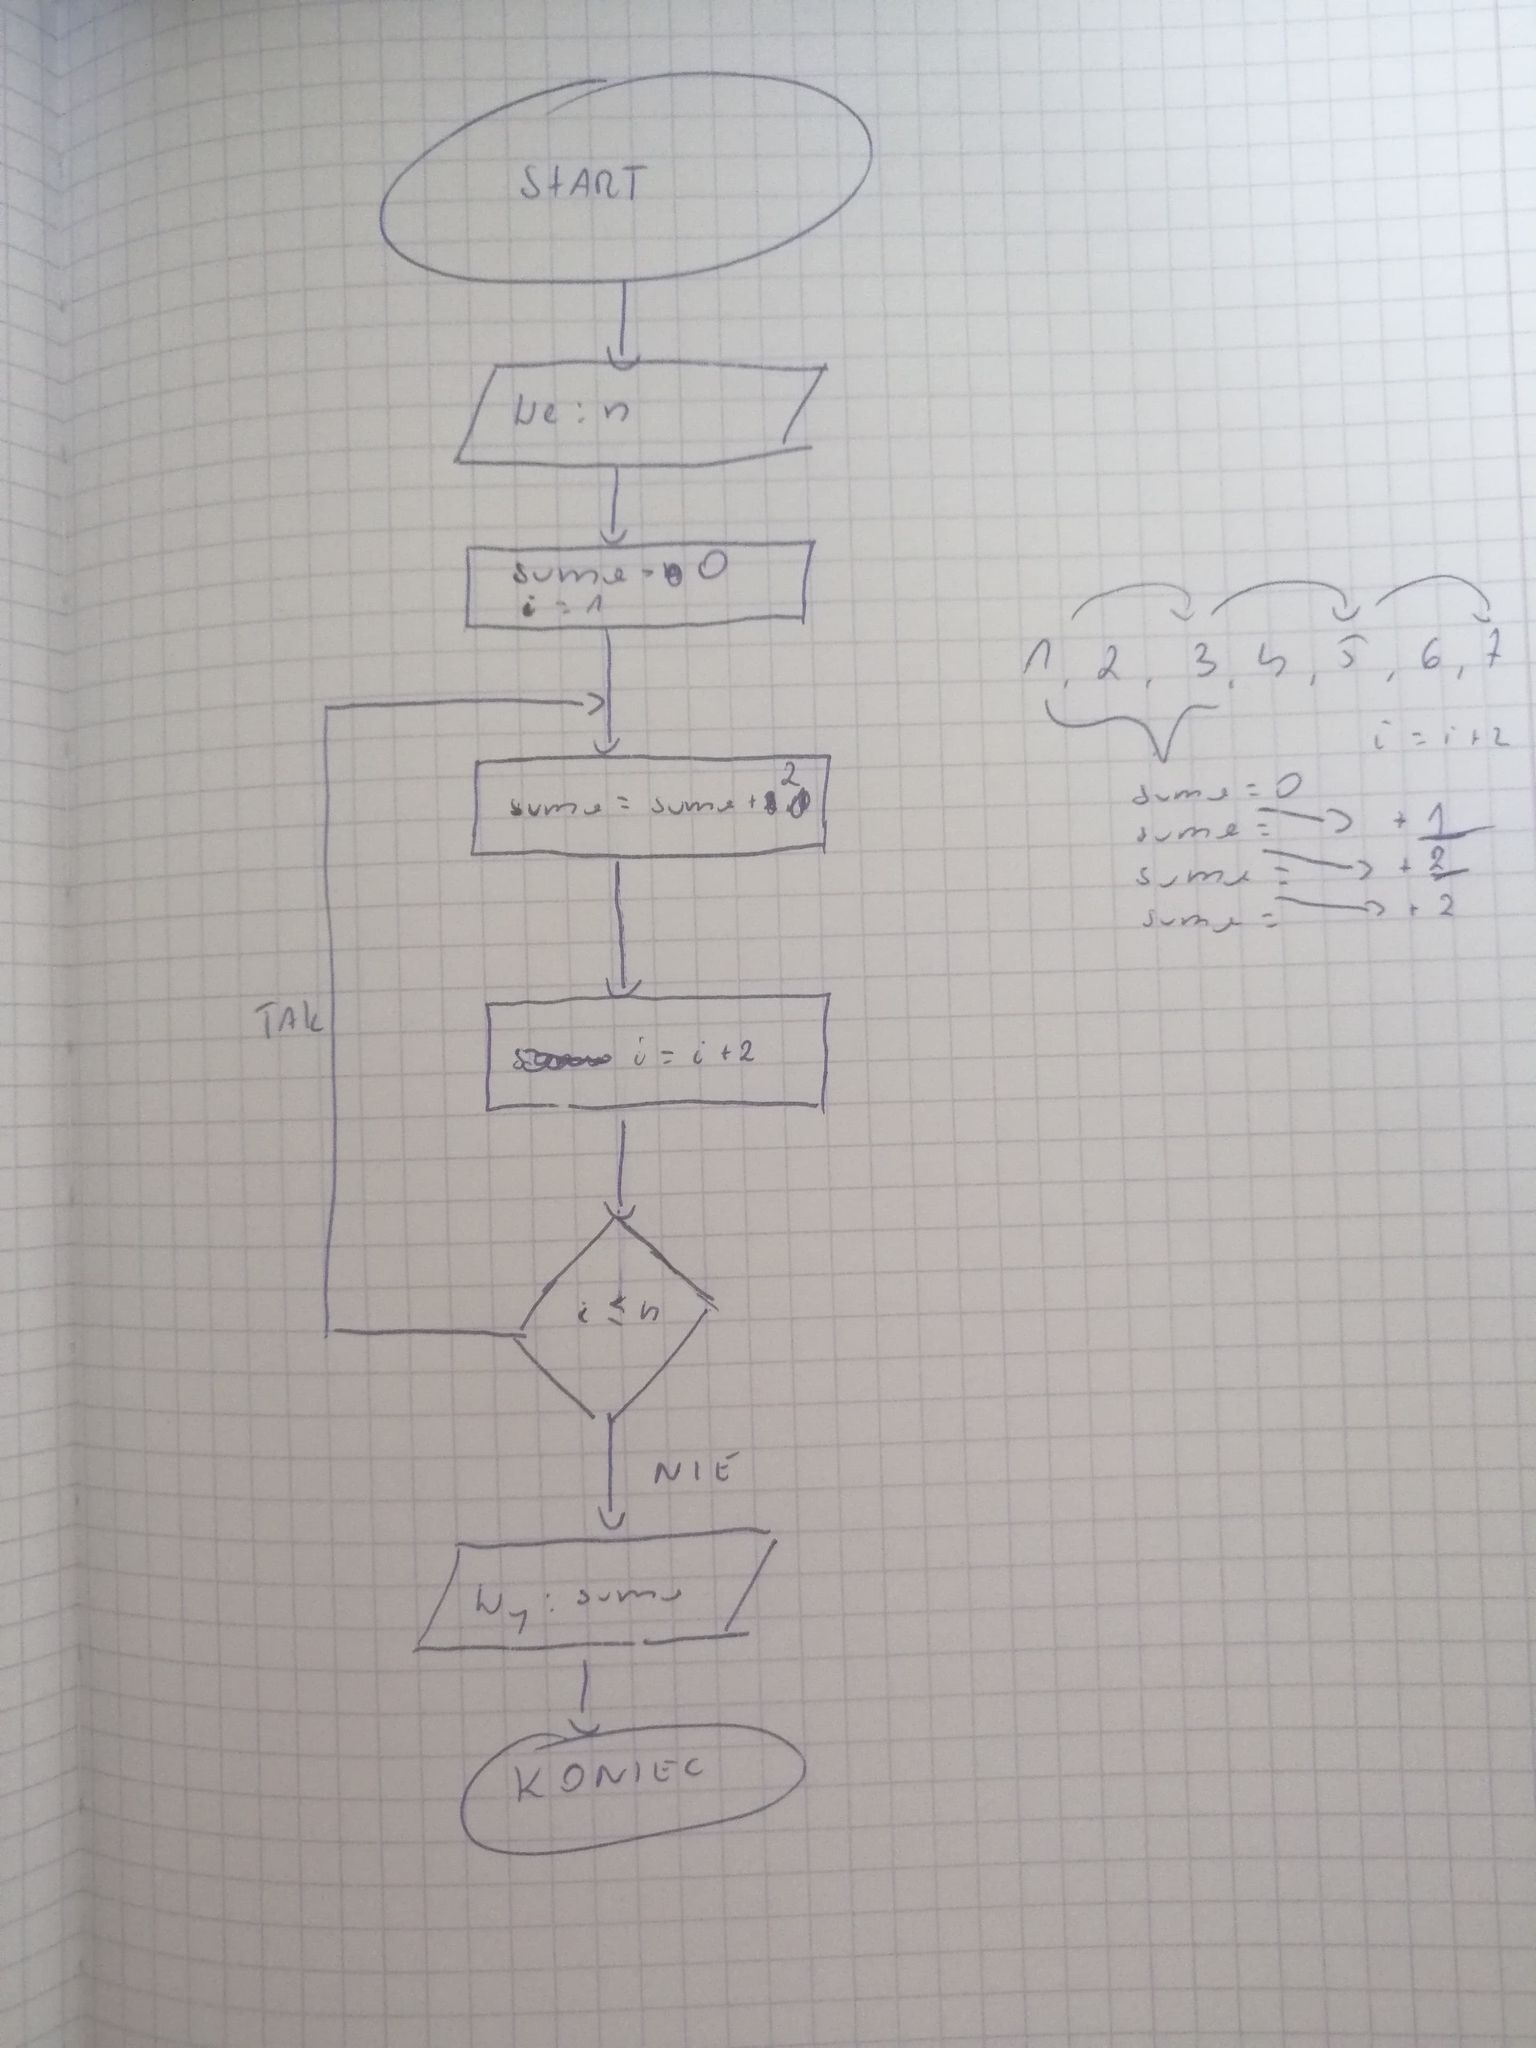 START
We : n
suma = 0
i = 1
suma = suma + 2
i = i + 2
TAK
i ≤ n
NIE
Wy : suma
KONIEC
1, 2, 3, 4, 5, 6, 7
i = i + 2
suma = 0
suma = → + 1
suma = → + 2
suma = → + 2